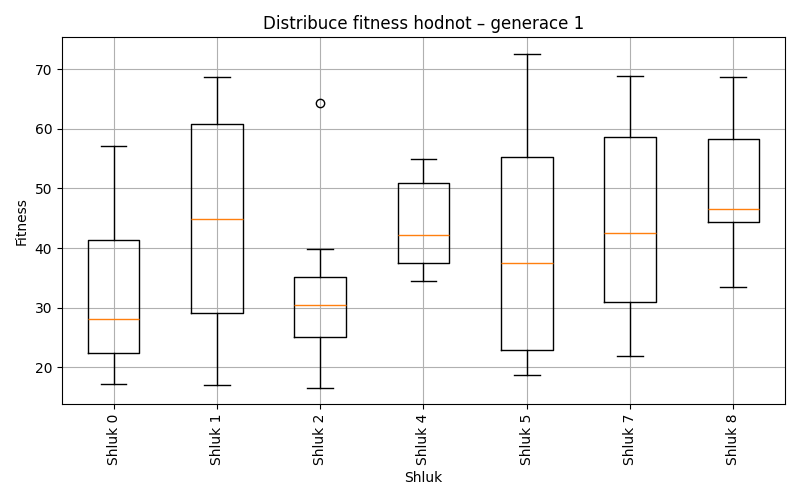 Distribuce fitness hodnot – generace 1
Fitness
70
60
50
40
30
20
Shluk 0
Shluk 1
Shluk 2
Shluk 4
Shluk 5
Shluk 7
Shluk 8
Shluk